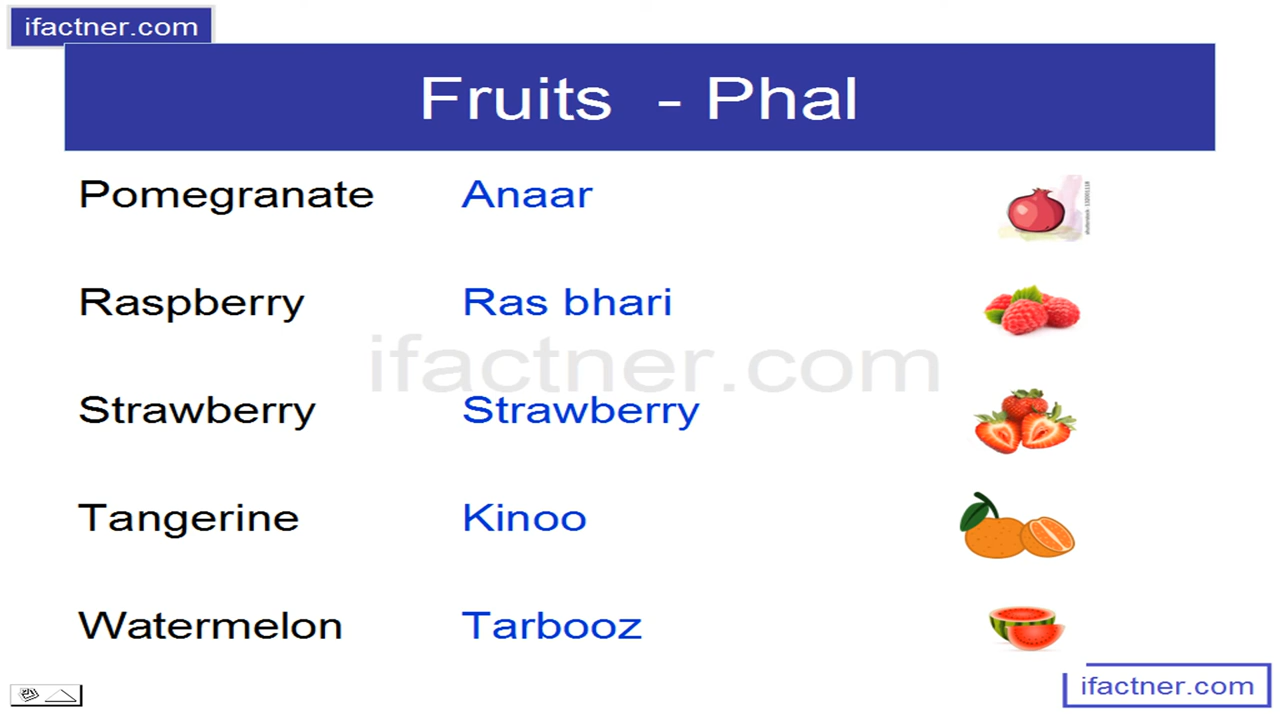 ifactner.com
Fruits - Phal
Pomegranate Anaar
Raspberry Ras bhari
ifactner.com
Strawberry Strawberry
Tangerine Kinoo
Watermelon Tarbooz
ifactner.com